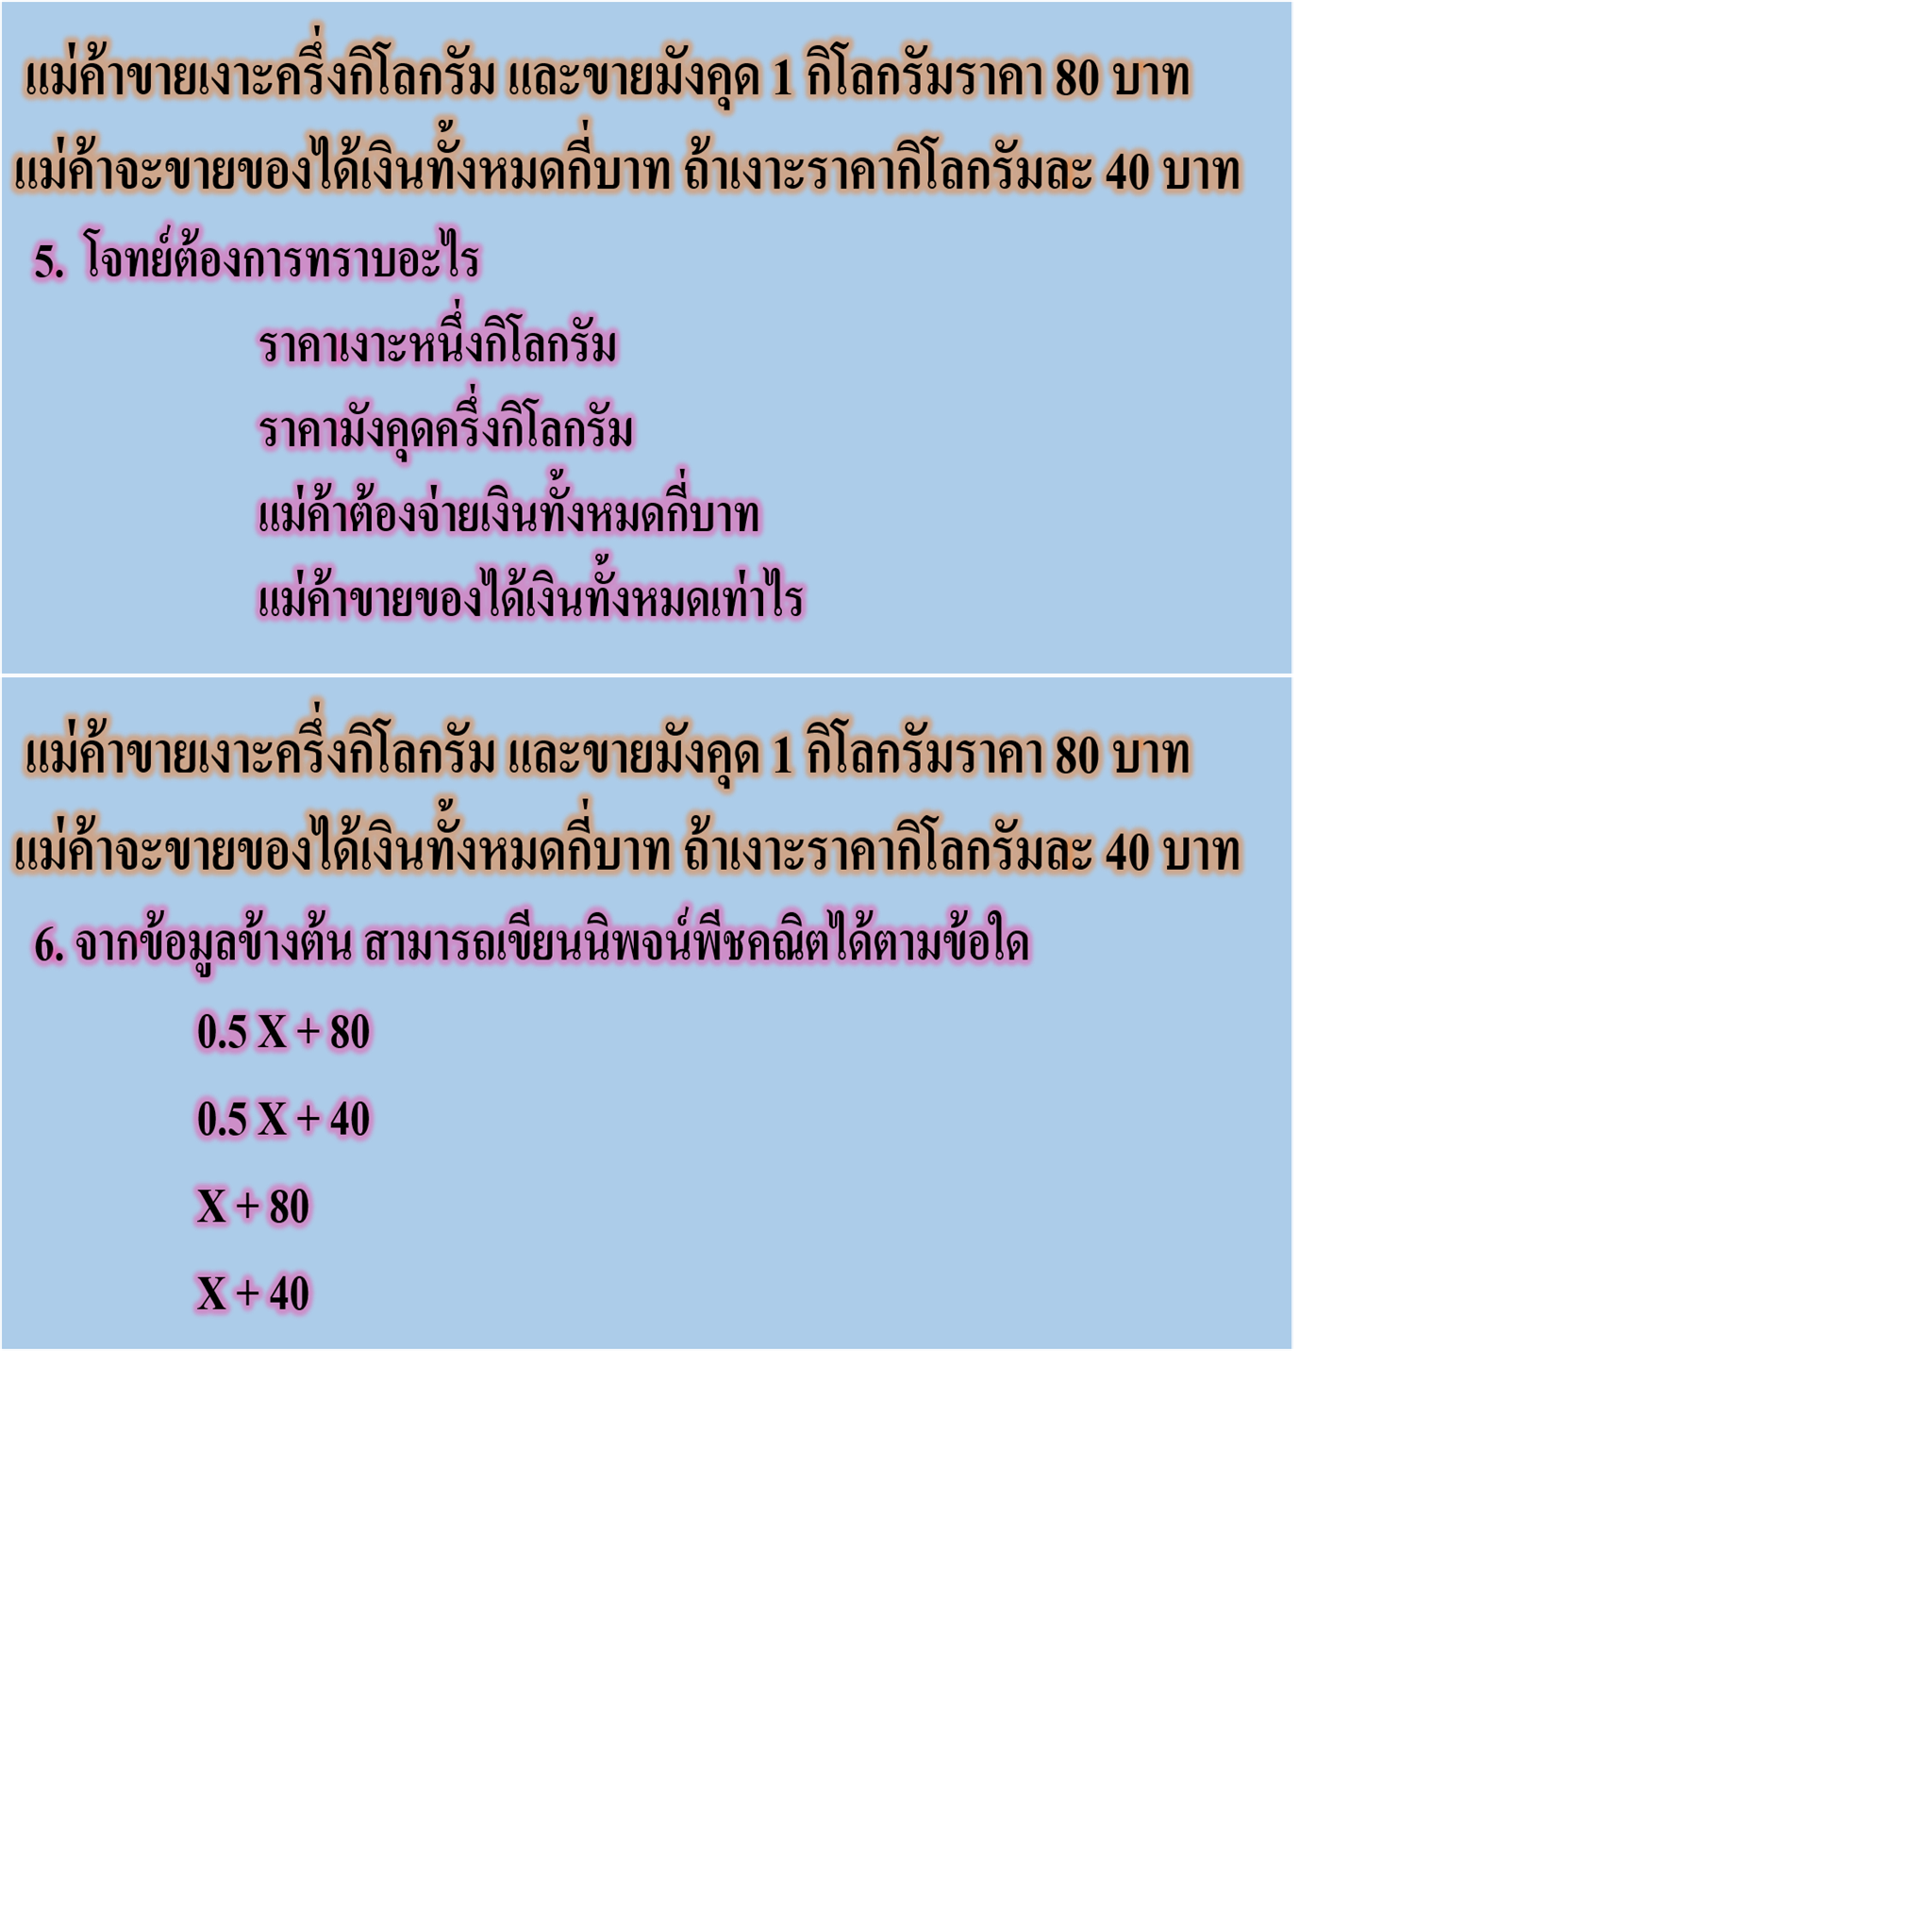 แม่ค้าขายเงาะครึ่งกิโลกรัม และขายมังคุด 1 กิโลกรัมราคา 80 บาท
แม่ค้าจะขายของได้เงินทั้งหมดกี่บาท ถ้าเงาะราคากิโลกรัมละ 40 บาท
5. โจทย์ต้องการทราบอะไร
ราคาเงาะหนึ่งกิโลกรัม
ราคามังคุดครึ่งกิโลกรัม
แม่ค้าต้องจ่ายเงินทั้งหมดกี่บาท
แม่ค้าขายของได้เงินทั้งหมดเท่าไร
แม่ค้าขายเงาะครึ่งกิโลกรัม และขายมังคุด 1 กิโลกรัมราคา 80 บาท
แม่ค้าจะขายของได้เงินทั้งหมดกี่บาท ถ้าเงาะราคากิโลกรัมละ 40 บาท
6. จากข้อมูลข้างต้น สามารถเขียนนิพจน์พีชคณิตได้ตามข้อใด
0.5 X + 80
0.5 X + 40
X + 80
X + 40